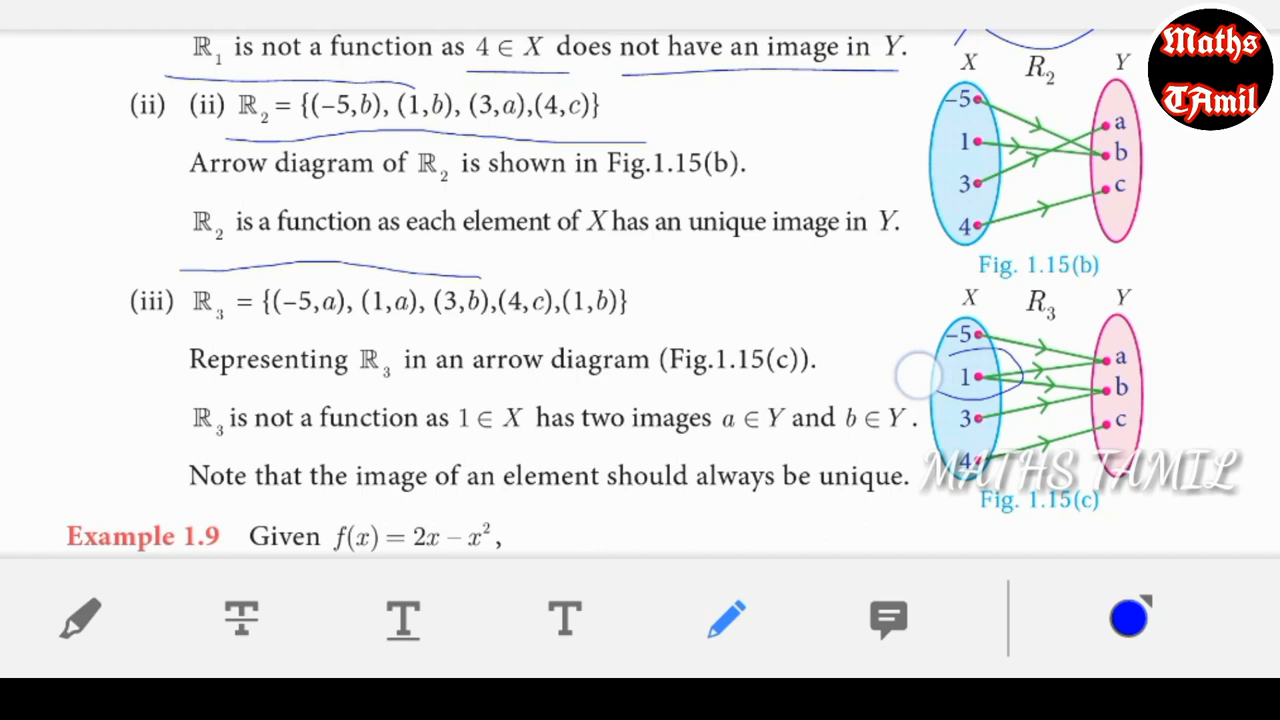 ℝ₁ is not a function as 4 ∈ X does not have an image in Y.
(ii) (ii) ℝ₂ = {(−5,b), (1,b), (3,a),(4,c)}
Arrow diagram of ℝ₂ is shown in Fig.1.15(b).
ℝ₂ is a function as each element of X has an unique image in Y.
(iii) ℝ₃ = {(−5,a), (1,a), (3,b),(4,c),(1,b)}
Representing ℝ₃ in an arrow diagram (Fig.1.15(c)).
ℝ₃ is not a function as 1 ∈ X has two images a ∈ Y and b ∈ Y .
Note that the image of an element should always be unique.
Example 1.9 Given f(x) = 2x − x²,
X R₂ Y
−5 a
1 b
3 c
4
Fig. 1.15(b)
X R₃ Y
−5 a
1 b
3 c
4
Fig. 1.15(c)
MATHS TAMIL
Maths
TAmil
T T T